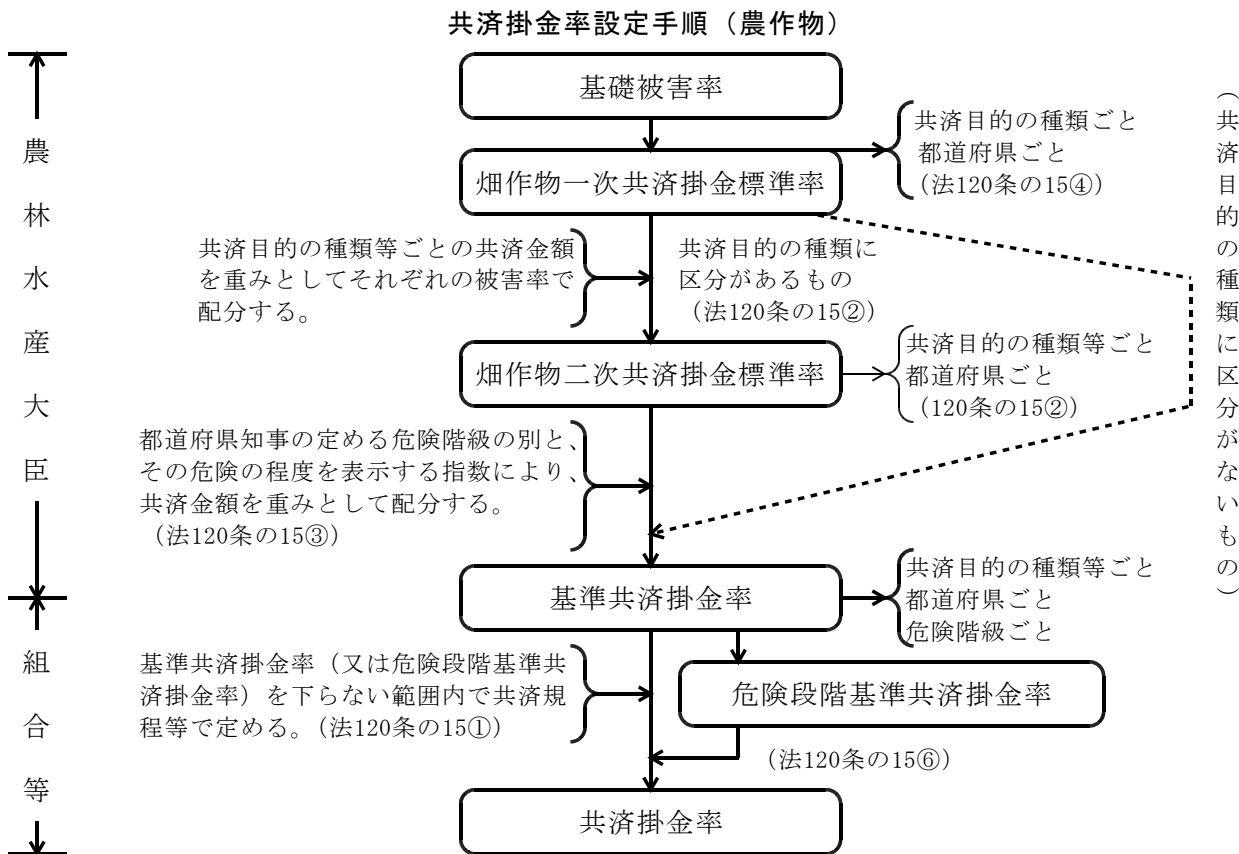 共済掛金率設定手順（農作物）
基礎被害率
共済目的の種類ごと
都道府県ごと
(法120条の15④)
畑作物一次共済掛金標準率
共済目的の種類等ごとの共済金額
を重みとしてそれぞれの被害率で
配分する。
共済目的の種類に
区分があるもの
（法120条の15②）
（共済目的の種類に区分がないもの）
畑作物二次共済掛金標準率
共済目的の種類等ごと
都道府県ごと
(120条の15②)
都道府県知事の定める危険階級の別と、
その危険の程度を表示する指数により、
共済金額を重みとして配分する。
（法120条の15③）
農林水産大臣
基準共済掛金率
共済目的の種類等ごと
都道府県ごと
危険階級ごと
基準共済掛金率（又は危険段階基準共
済掛金率）を下らない範囲内で共済規
程等で定める。(法120条の15①)
危険段階基準共済掛金率
（法120条の15⑥）
共済掛金率
組合等